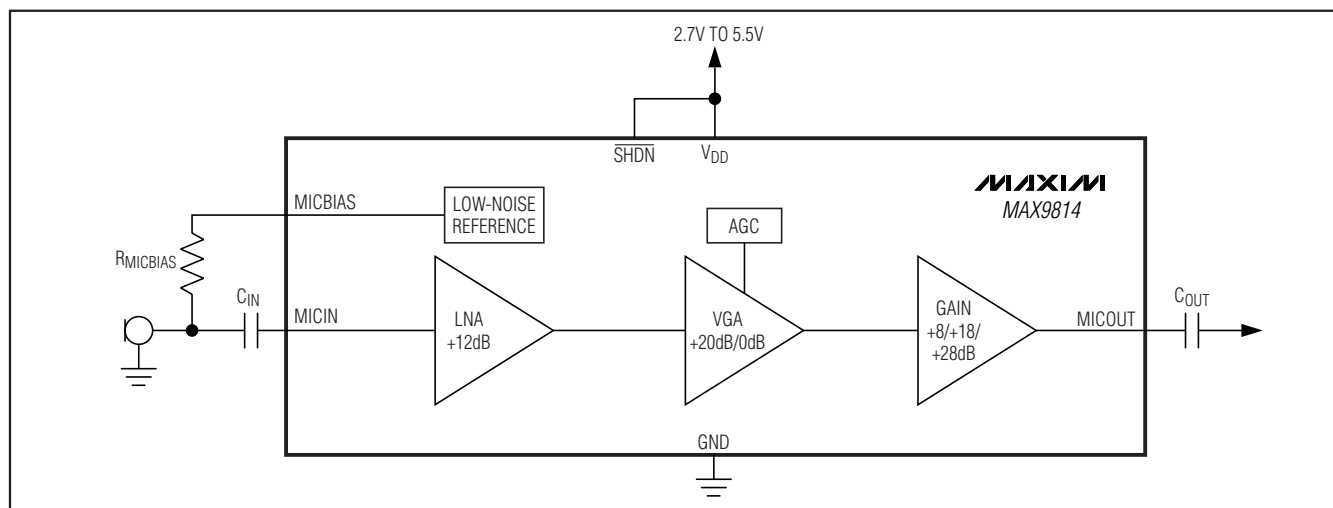 2.7V TO 5.5V
SHDN
VDD
MAXIM
MAX9814
MICBIAS
LOW-NOISE
REFERENCE
AGC
RMICBIAS
CIN
MICIN
LNA
+12dB
VGA
+20dB/0dB
GAIN
+8/+18/
+28dB
MICOUT
COUT
GND